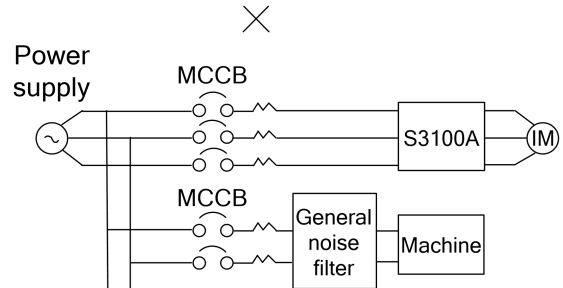 Power
supply
MCCB
S3100A
IM
MCCB
General
noise
filter
Machine